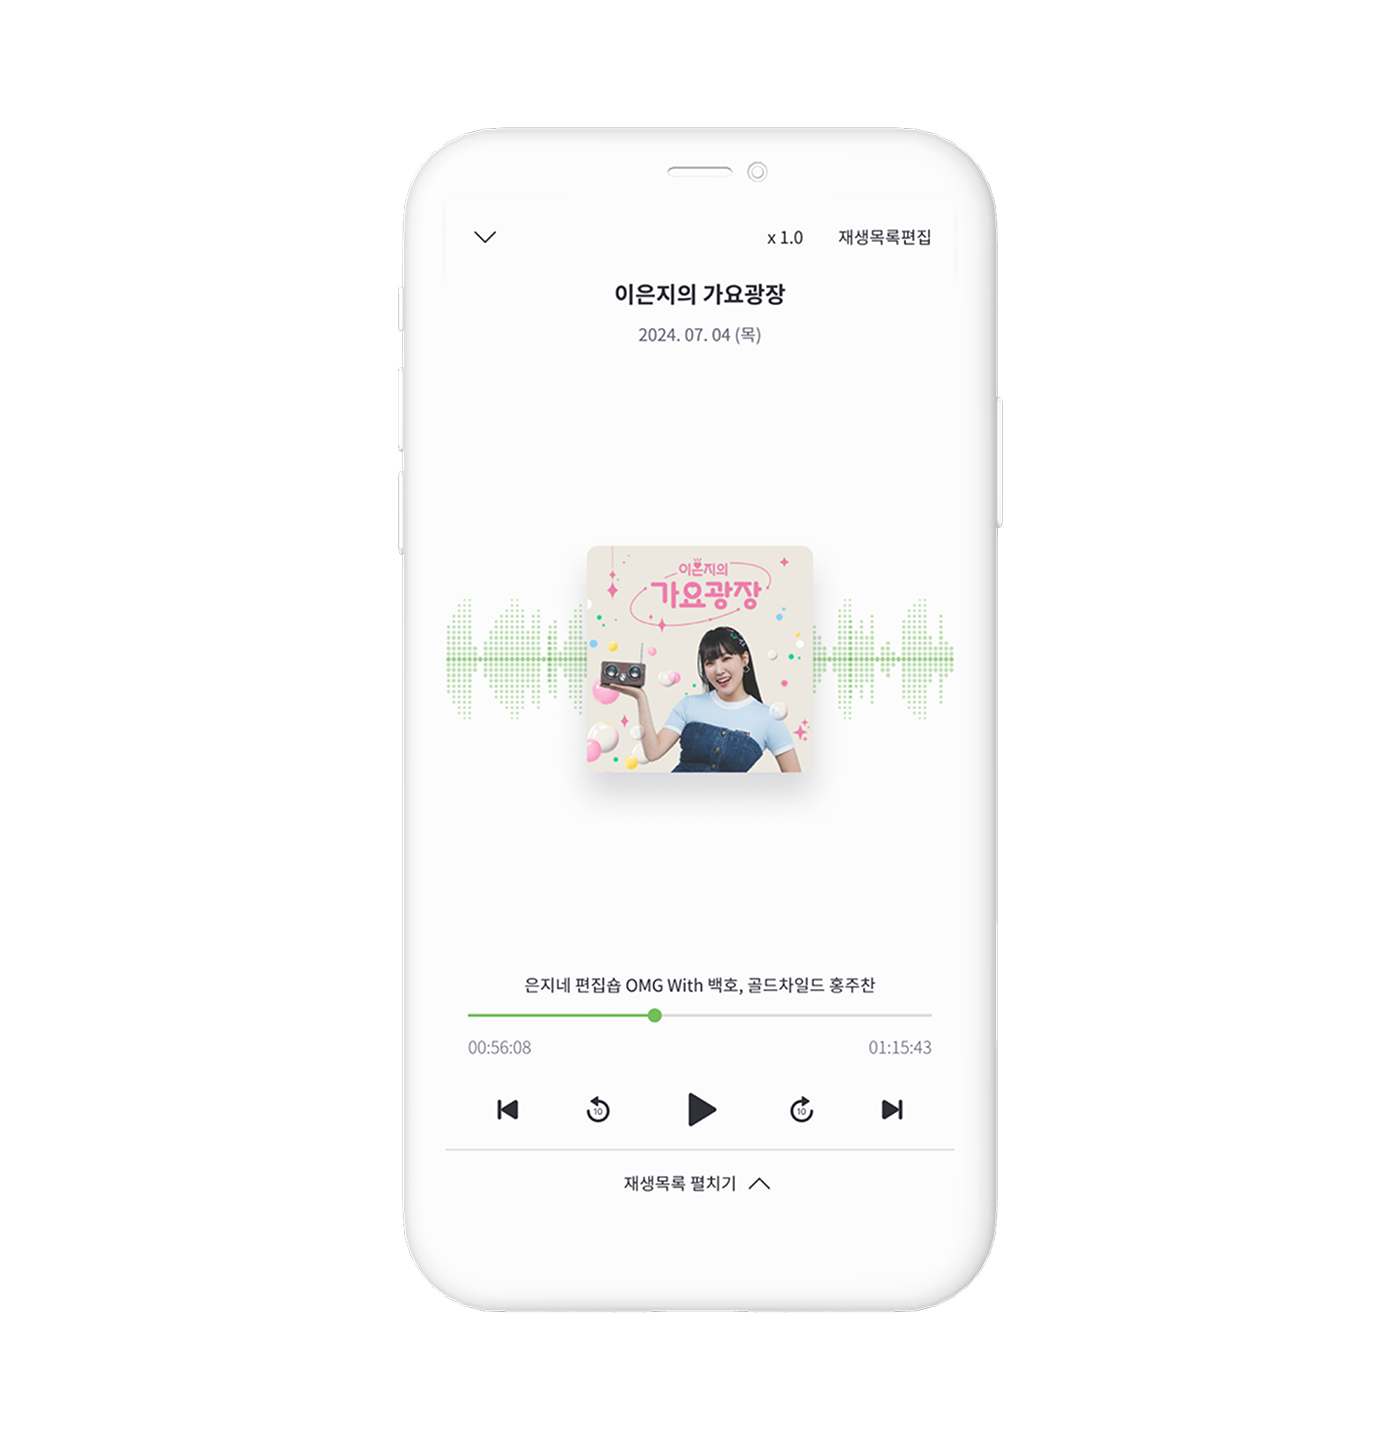 x 1.0 재생목록편집
이은지의 가요광장
2024. 07. 04 (목)
이은지의
가요광장
은지네 편집숍 OMG With 백호, 골드차일드 홍주찬
00:56:08 01:15:43
10 10
재생목록 펼치기